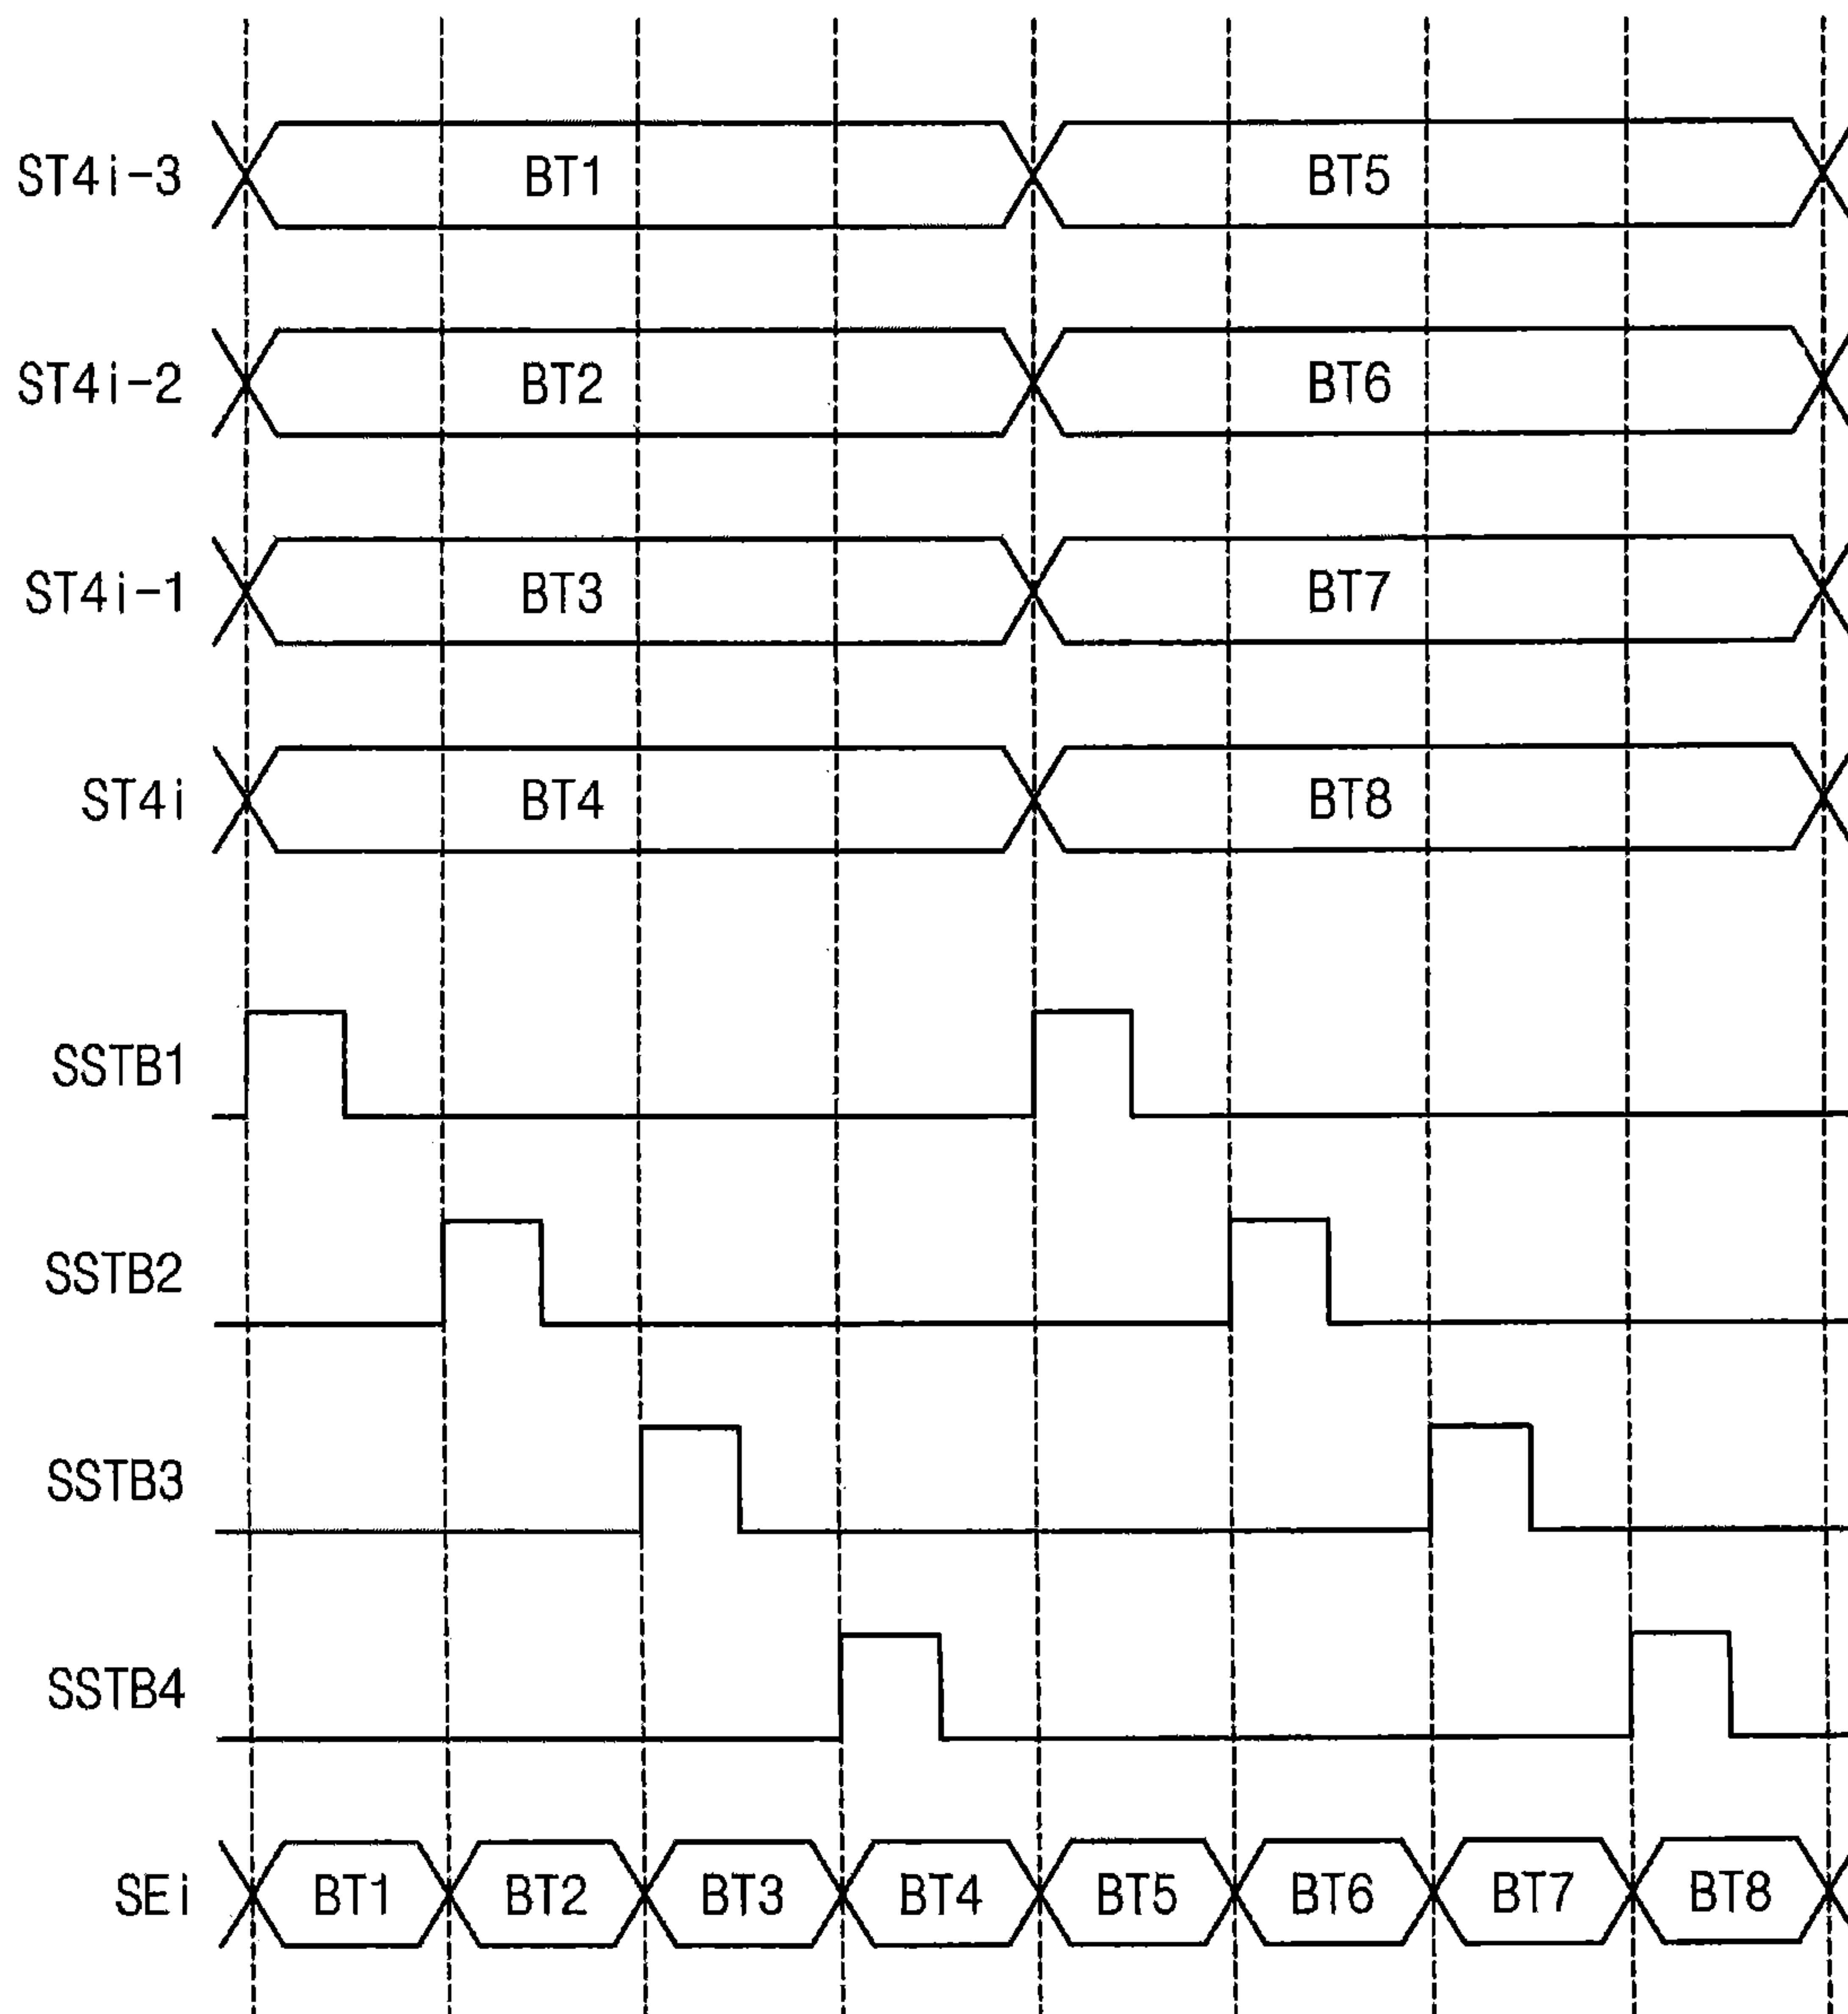 ST4i-3 BT1 BT5
ST4i-2 BT2 BT6
ST4i-1 BT3 BT7
ST4i BT4 BT8
SSTB1
SSTB2
SSTB3
SSTB4
SEi BT1 BT2 BT3 BT4 BT5 BT6 BT7 BT8